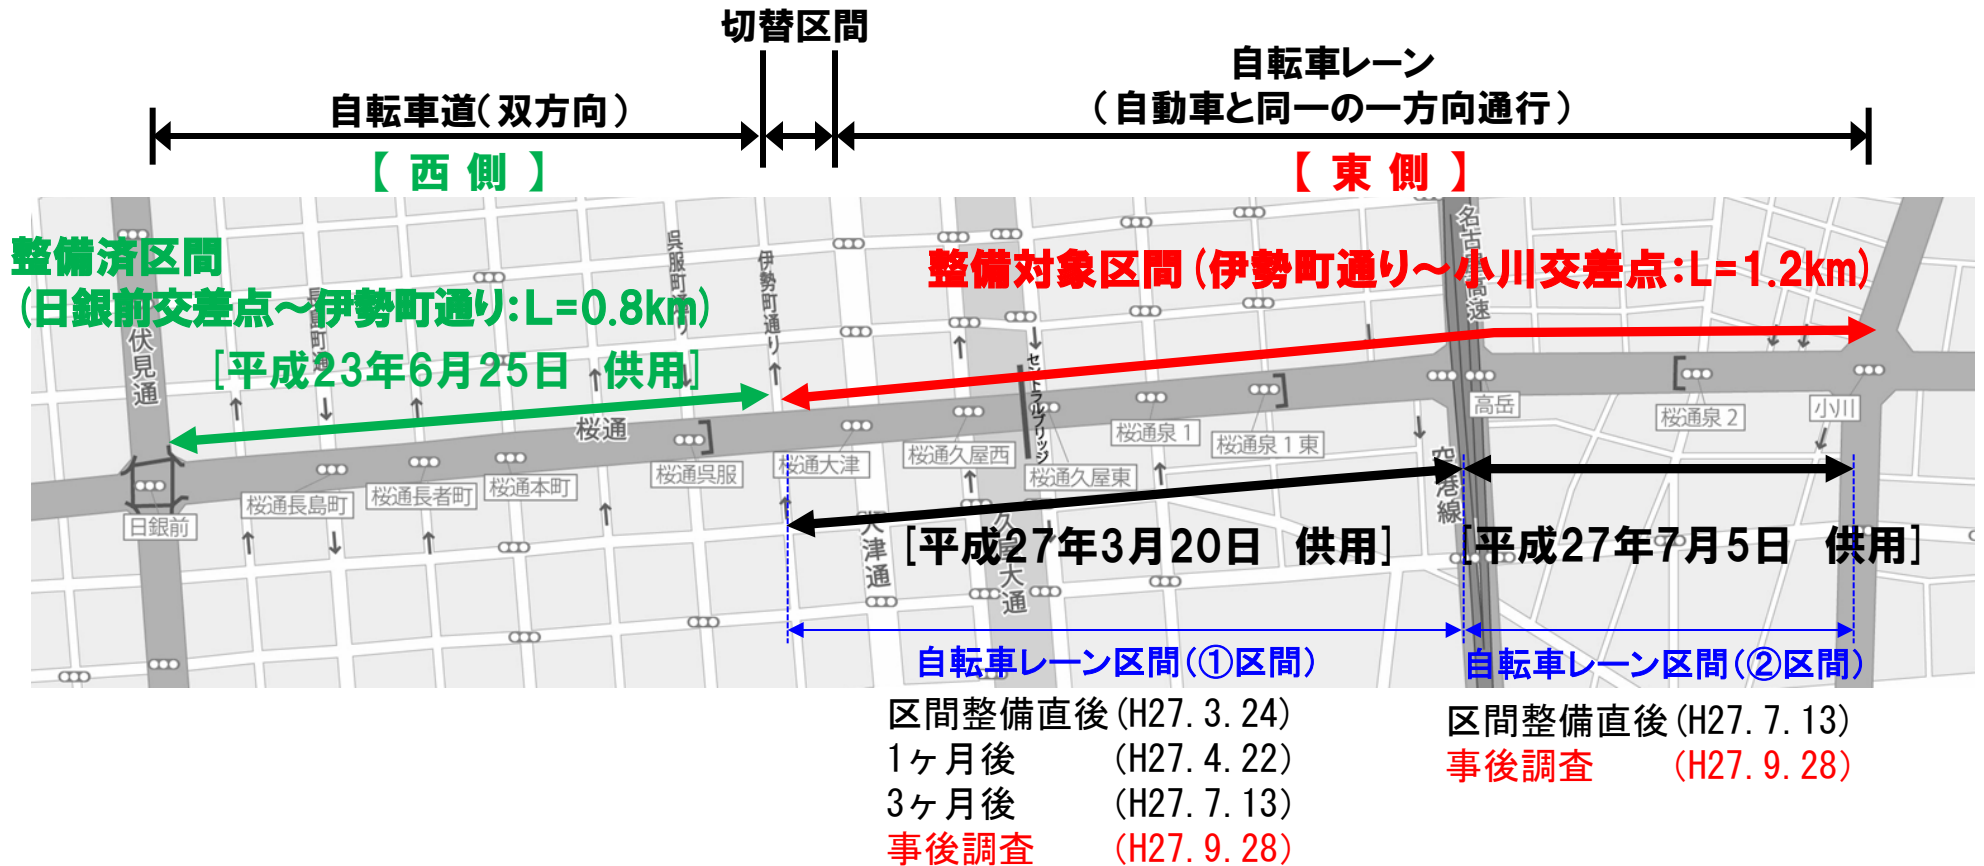 切替区間
自転車道(双方向)
自転車レーン
(自動車と同一の一方向通行)
【 西 側 】
【 東 側 】
整備済区間
(日銀前交差点～伊勢町通り:L=0.8km)
[平成23年6月25日 供用]
整備対象区間(伊勢町通り～小川交差点:L=1.2km)
伏見通
長島町通
呉服町通り
伊勢町通り
名古屋高速
セントラルブリッジ
桜通
日銀前
桜通長島町
桜通長者町
桜通本町
桜通呉服
桜通大津
桜通久屋西
桜通久屋東
桜通泉1
桜通泉1東
高岳
桜通泉2
小川
空港線
大津通
久屋大通
[平成27年3月20日 供用]
[平成27年7月5日 供用]
自転車レーン区間(①区間)
自転車レーン区間(②区間)
区間整備直後(H27.3.24)
1ヶ月後 (H27.4.22)
3ヶ月後 (H27.7.13)
事後調査 (H27.9.28)
区間整備直後(H27.7.13)
事後調査 (H27.9.28)